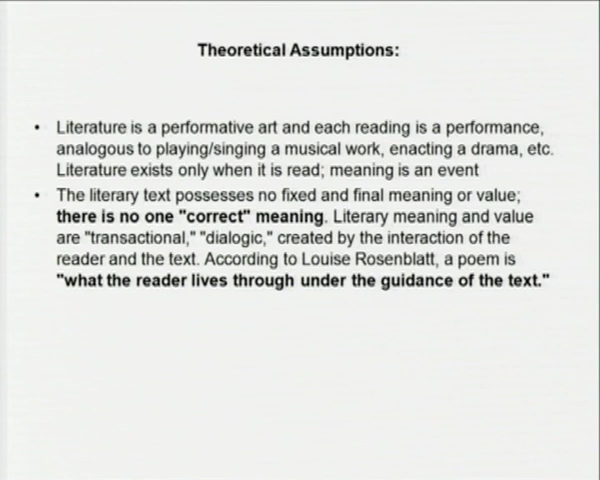 Theoretical Assumptions:
• Literature is a performative art and each reading is a performance,
analogous to playing/singing a musical work, enacting a drama, etc.
Literature exists only when it is read; meaning is an event
• The literary text possesses no fixed and final meaning or value;
there is no one "correct" meaning. Literary meaning and value
are "transactional," "dialogic," created by the interaction of the
reader and the text. According to Louise Rosenblatt, a poem is
"what the reader lives through under the guidance of the text."